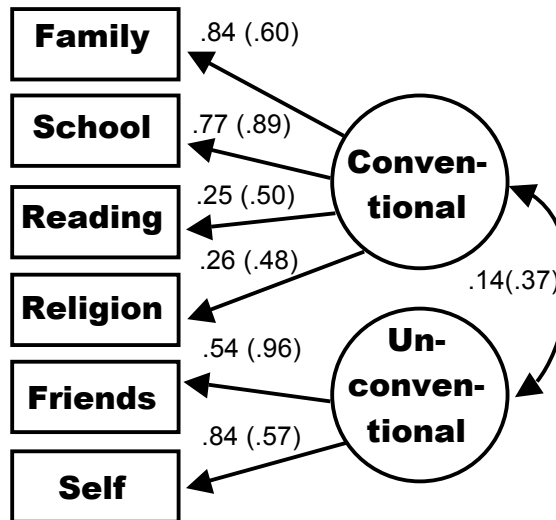 Family
.84 (.60)
School
.77 (.89)
Conven-
tional
Reading
.25 (.50)
.26 (.48)
Religion
.14(.37)
.54 (.96)
Un-
conven-
tional
Friends
.84 (.57)
Self